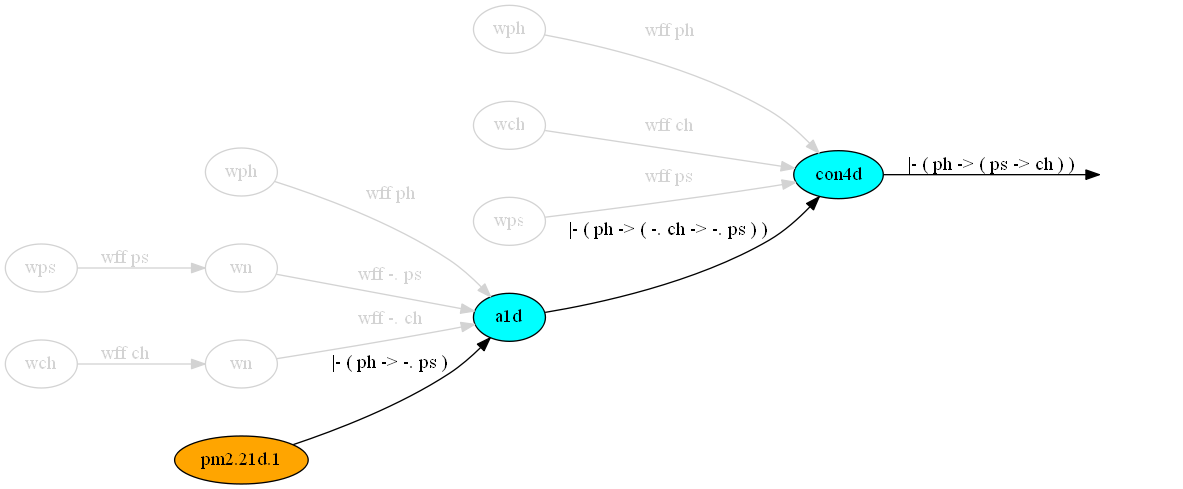 wph
wff ph
wch
wff ch
con4d
|- ( ph -> ( ps -> ch ) )
wph
wff ps
wff ph
wps
|- ( ph -> ( -. ch -> -. ps ) )
wps
wff ps
wn
wff -. ps
a1d
wff -. ch
wch
wff ch
wn
|- ( ph -> -. ps )
pm2.21d.1